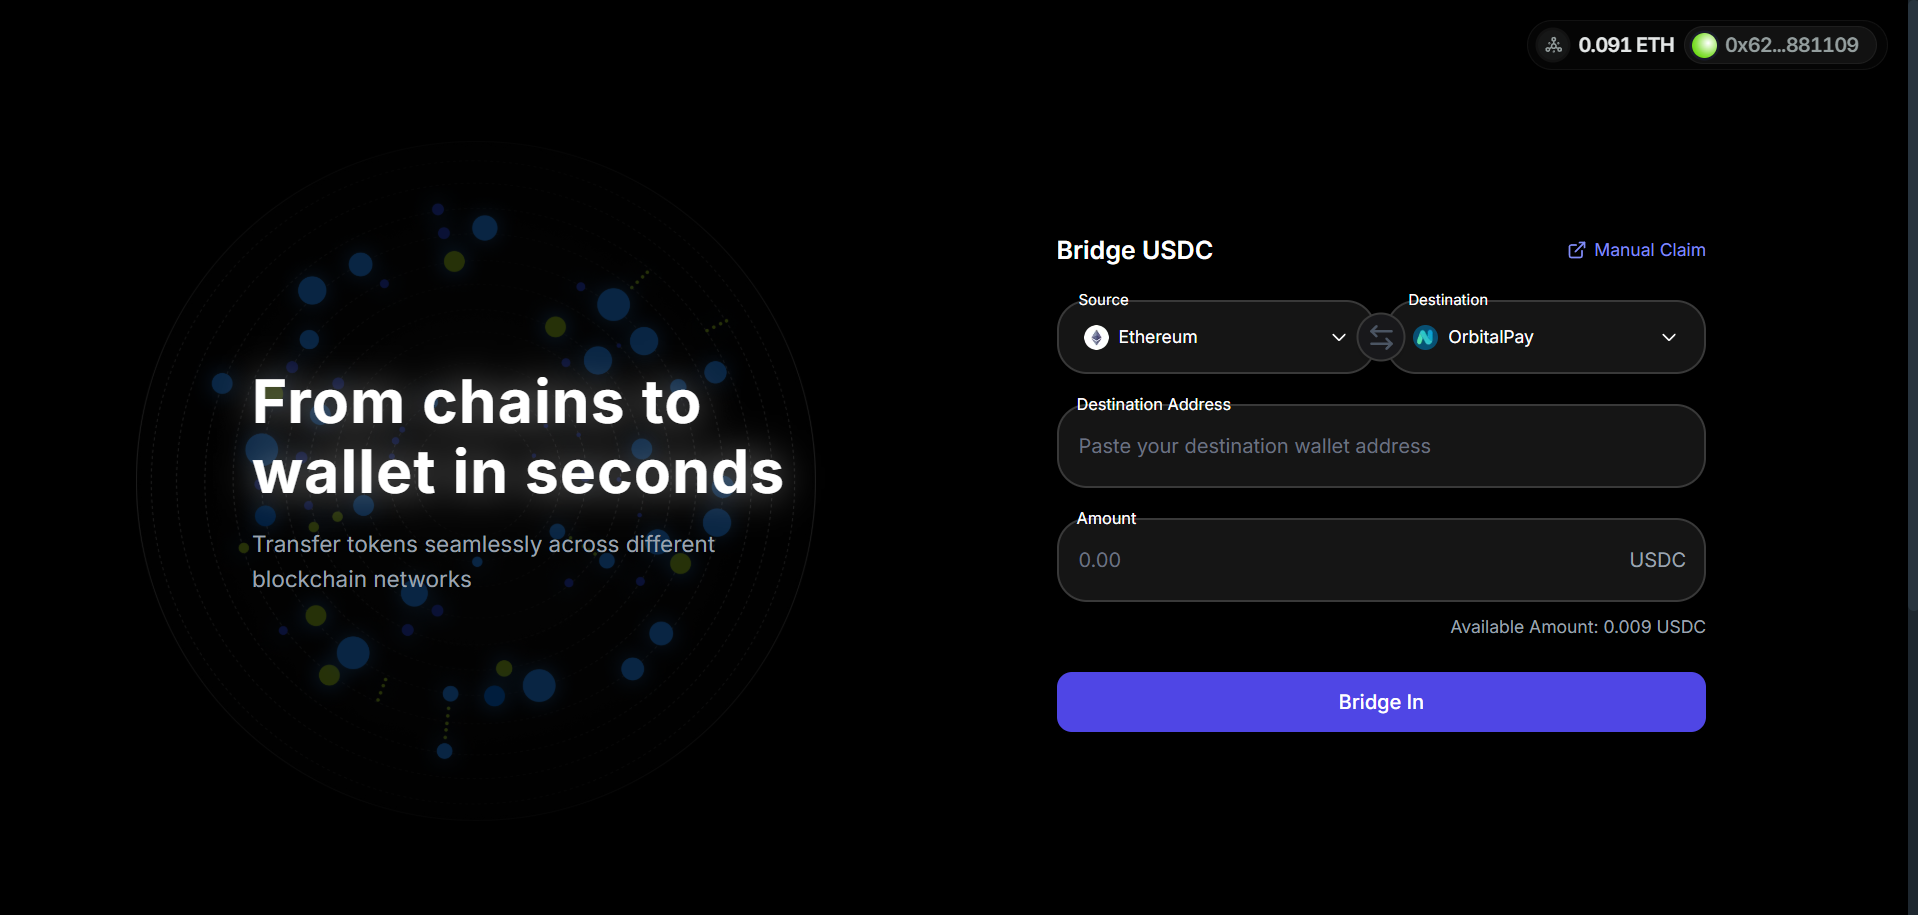 0.091 ETH
0x62...881109
From chains to
wallet in seconds
Transfer tokens seamlessly across different
blockchain networks
Bridge USDC
Manual Claim
Source
Ethereum
Destination
OrbitalPay
Destination Address
Paste your destination wallet address
Amount
0.00
USDC
Available Amount: 0.009 USDC
Bridge In